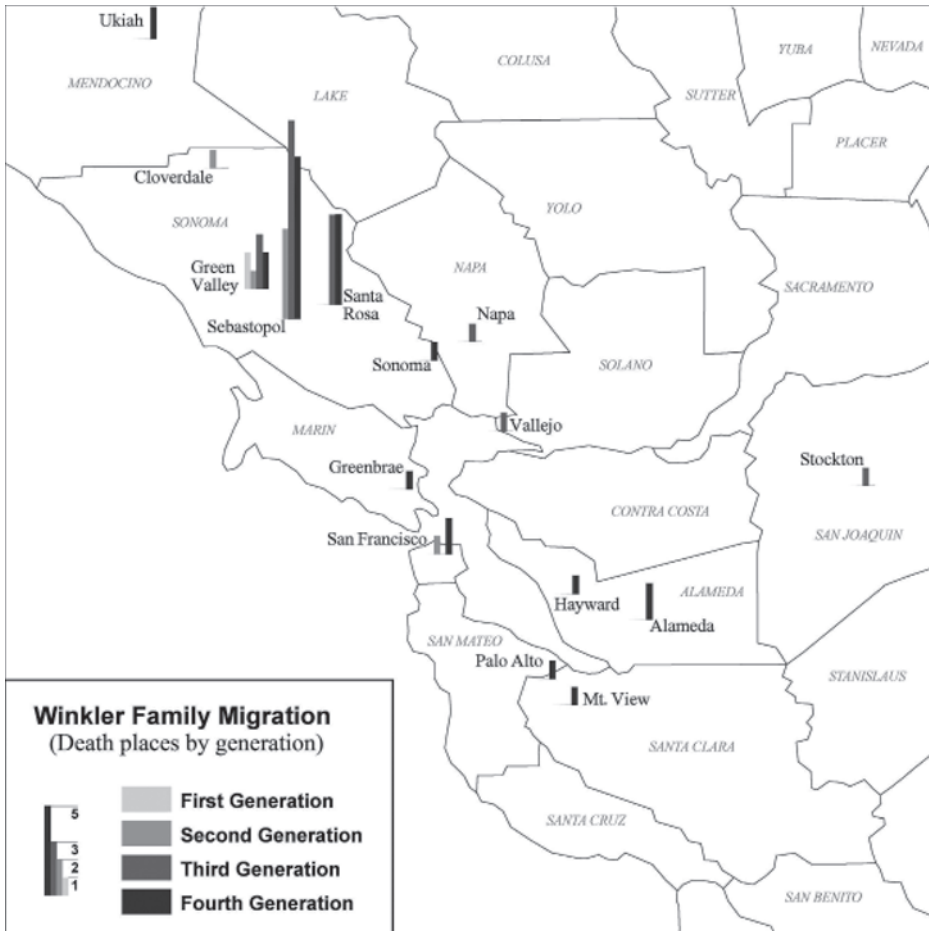 Ukiah
COLUSA
YUBA
NEVADA
MENDOCINO
LAKE
SUTTER
PLACER
Cloverdale
SONOMA
YOLO
Green
Valley
NAPA
SACRAMENTO
Santa
Rosa
Sebastopol
Napa
Sonoma
SOLANO
Vallejo
MARIN
Greenbrae
Stockton
CONTRA COSTA
SAN JOAQUIN
San Francisco
Hayward
ALAMEDA
Alameda
SAN MATEO
Palo Alto
STANISLAUS
Mt. View
SANTA CLARA
SANTA CRUZ
SAN BENITO
Winkler Family Migration
(Death places by generation)
5
3
2
1
First Generation
Second Generation
Third Generation
Fourth Generation